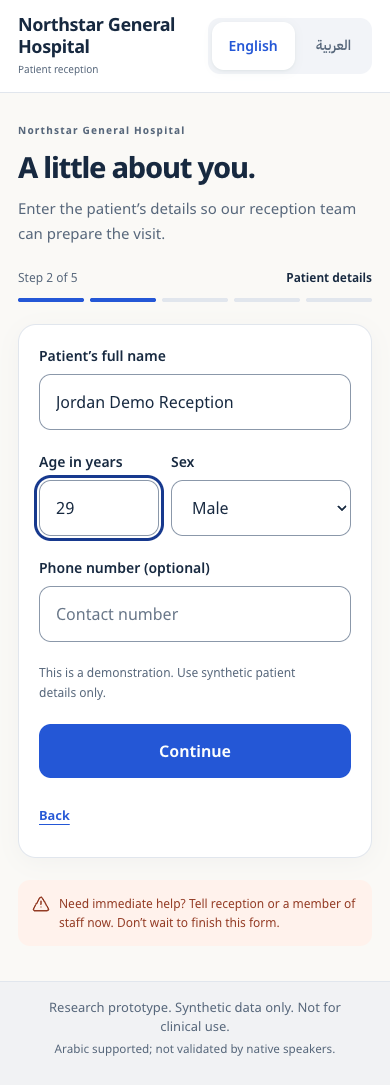 Northstar General
Hospital
Patient reception
English
العربية
Northstar General Hospital
A little about you.
Enter the patient’s details so our reception team
can prepare the visit.
Step 2 of 5
Patient details
Patient’s full name
Jordan Demo Reception
Age in years
Sex
29
Male
Phone number (optional)
Contact number
This is a demonstration. Use synthetic patient
details only.
Continue
Back
Need immediate help? Tell reception or a member of
staff now. Don’t wait to finish this form.
Research prototype. Synthetic data only. Not for
clinical use.
Arabic supported; not validated by native speakers.